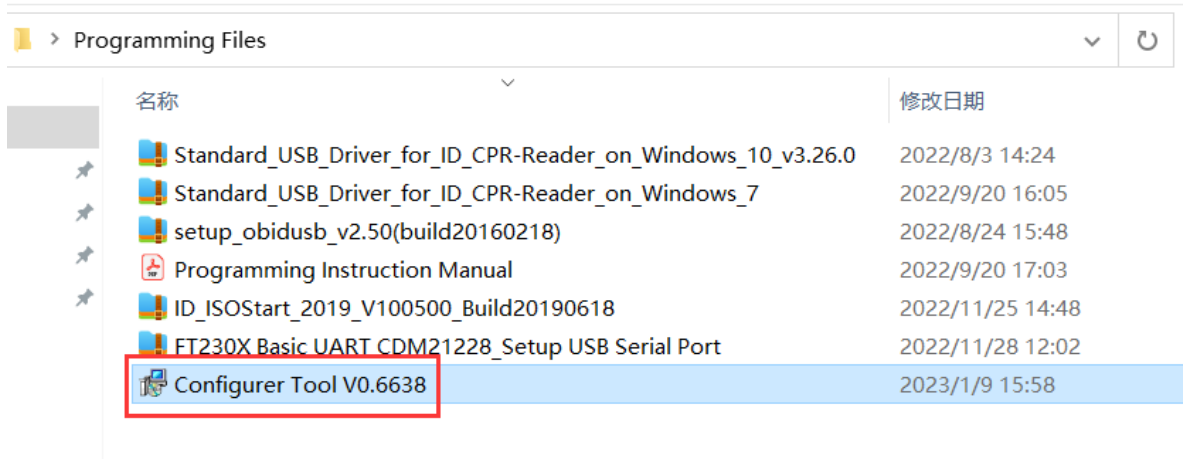 > Programming Files
名称 修改日期
Standard_USB_Driver_for_ID_CPR-Reader_on_Windows_10_v3.26.0 2022/8/3 14:24
Standard_USB_Driver_for_ID_CPR-Reader_on_Windows_7 2022/9/20 16:05
setup_obidusb_v2.50(build20160218) 2022/8/24 15:48
Programming Instruction Manual 2022/9/20 17:03
ID_ISOStart_2019_V100500_Build20190618 2022/11/25 14:48
FT230X Basic UART CDM21228_Setup USB Serial Port 2022/11/28 12:02
Configurer Tool V0.6638 2023/1/9 15:58